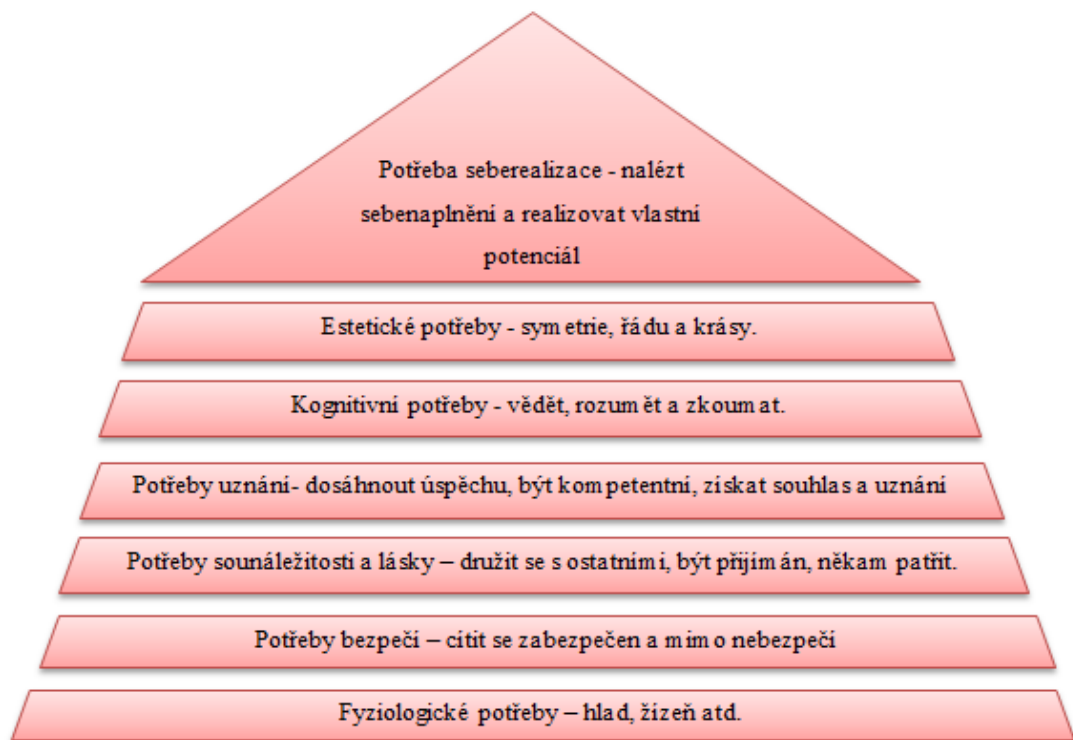 Potřeba seberealizace - nalézt
sebenaplnění a realizovat vlastní
potenciál
Estetické potřeby - symetrie, řádu a krásy.
Kognitivní potřeby - vědět, rozumět a zkoumat.
Potřeby uznání- dosáhnout úspěchu, být kompetentní, získat souhlas a uznání
Potřeby sounáležitosti a lásky – družit se s ostatními, být přijímán, někam patřit.
Potřeby bezpečí – cítit se zabezpečen a mimo nebezpečí
Fyziologické potřeby – hlad, žízeň atd.